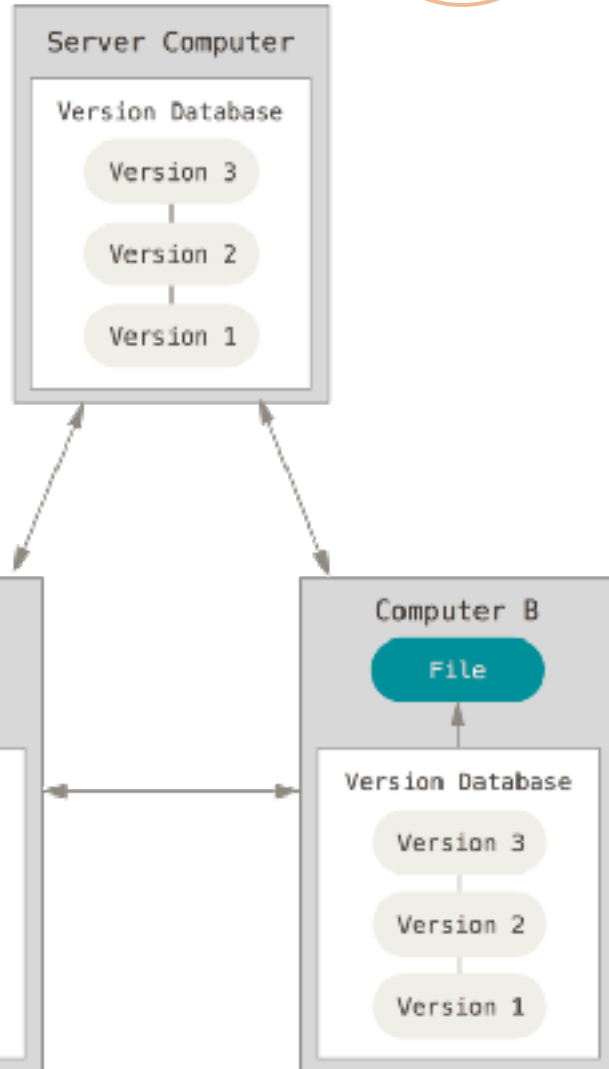 Server Computer
Version Database
Version 3
Version 2
Version 1
Computer B
File
Version Database
Version 3
Version 2
Version 1